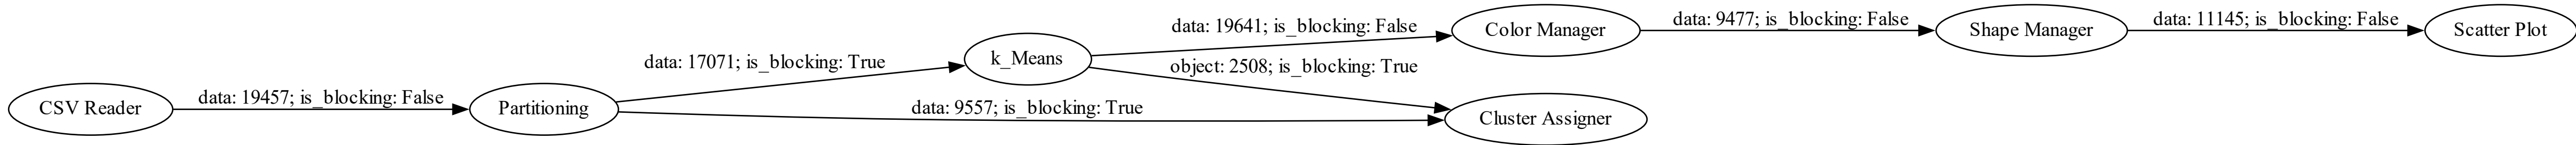 CSV Reader
data: 19457; is_blocking: False
Partitioning
data: 17071; is_blocking: True
data: 9557; is_blocking: True
k_Means
data: 19641; is_blocking: False
object: 2508; is_blocking: True
Color Manager
Cluster Assigner
data: 9477; is_blocking: False
Shape Manager
data: 11145; is_blocking: False
Scatter Plot